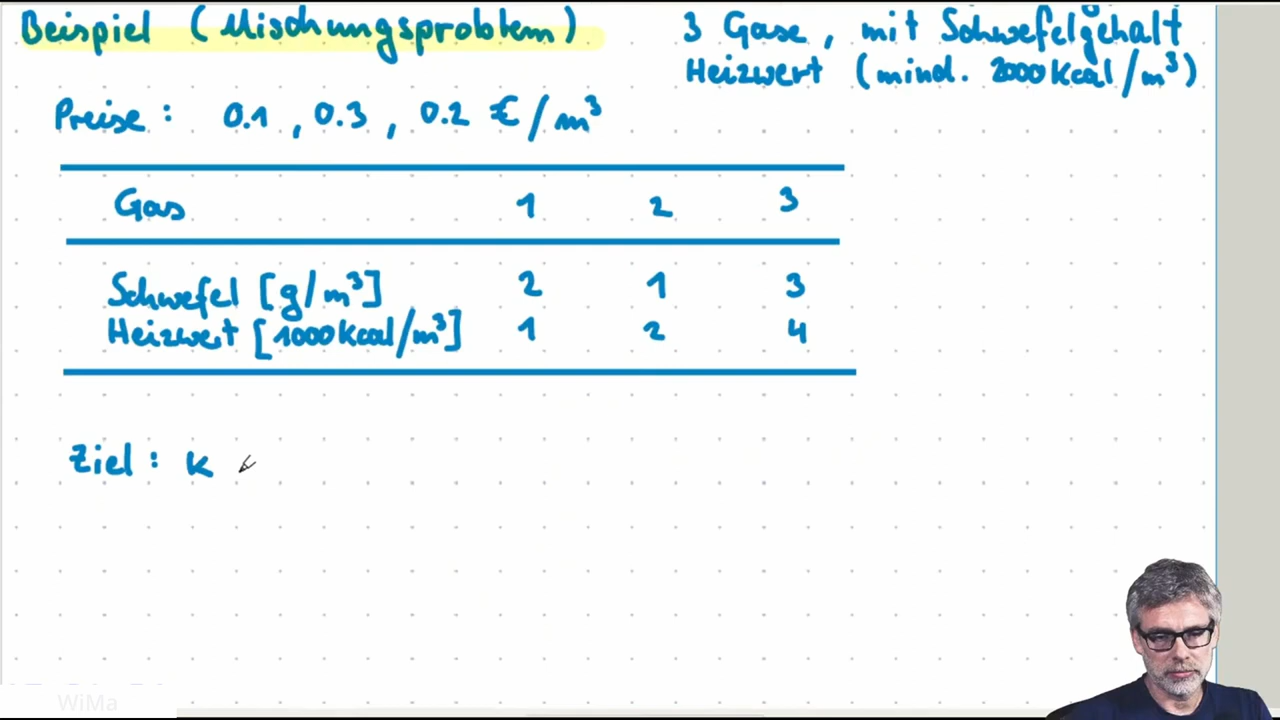 Beispiel (Mischungsproblem)
3 Gase, mit Schwefelgehalt
Heizwert (mind. 2000 Kcal/m³)
Preise: 0.1, 0.3, 0.2 €/m³
Gas 1 2 3
Schwefel [g/m³] 2 1 3
Heizwert [1000 Kcal/m³] 1 2 4
Ziel: K
WiMa